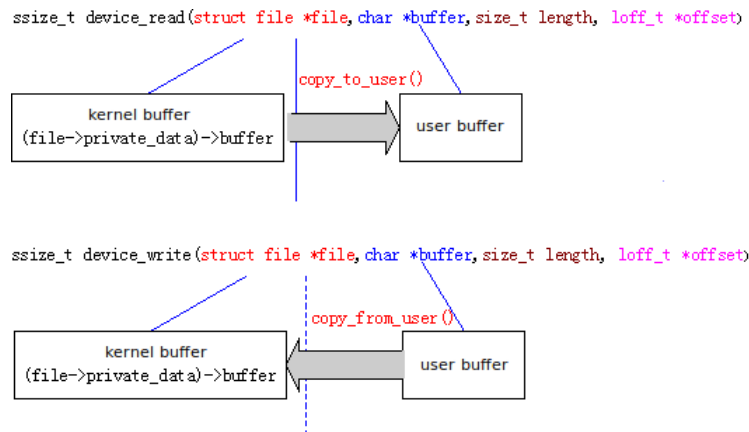 ssize_t device_read(struct file *file, char *buffer, size_t length, loff_t *offset)
copy_to_user()
kernel buffer
(file->private_data)->buffer
user buffer
ssize_t device_write(struct file *file, char *buffer, size_t length, loff_t *offset)
copy_from_user()
kernel buffer
(file->private_data)->buffer
user buffer